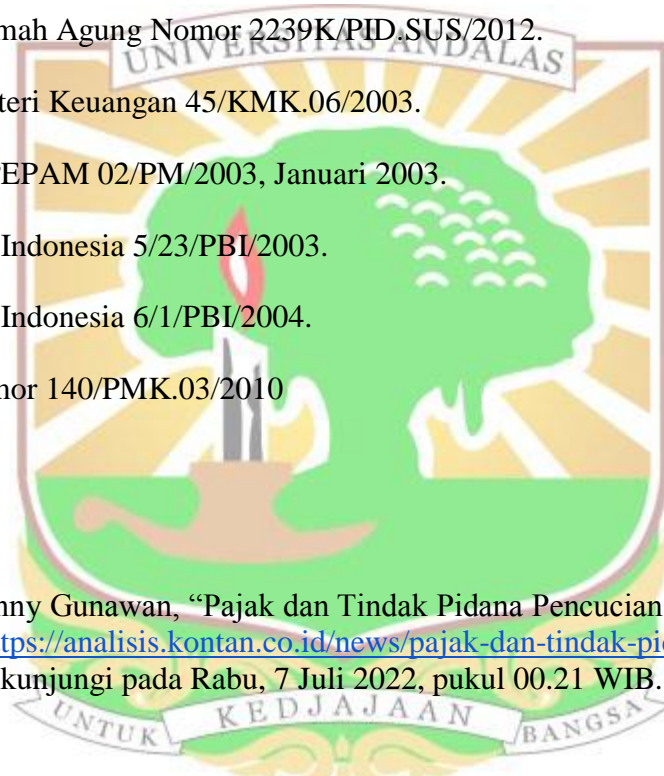 mah Agung Nomor 2239K/PID.SUS/2012.
UNIVERSITAS ANDALAS
teri Keuangan 45/KMK.06/2003.
PEPAM 02/PM/2003, Januari 2003.
Indonesia 5/23/PBI/2003.
Indonesia 6/1/PBI/2004.
nor 140/PMK.03/2010
nny Gunawan, “Pajak dan Tindak Pidana Pencucian
tps://analisis.kontan.co.id/news/pajak-dan-tindak-pid
kunjungi pada Rabu, 7 Juli 2022, pukul 00.21 WIB.
UNTUK KEDJAJAAN BANGSA